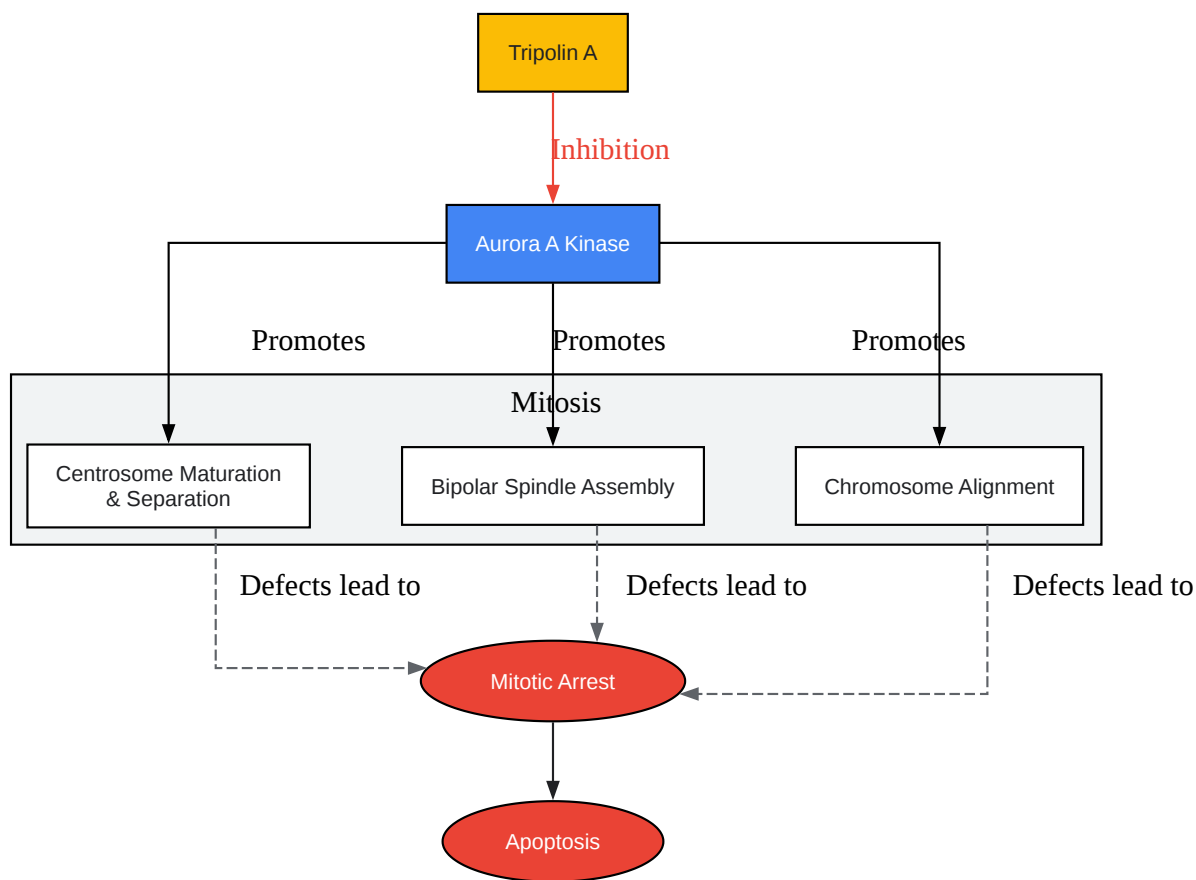 Tripolin A
Inhibition
Aurora A Kinase
Promotes
Promotes
Promotes
Mitosis
Centrosome Maturation
& Separation
Bipolar Spindle Assembly
Chromosome Alignment
Defects lead to
Defects lead to
Defects lead to
Mitotic Arrest
Apoptosis